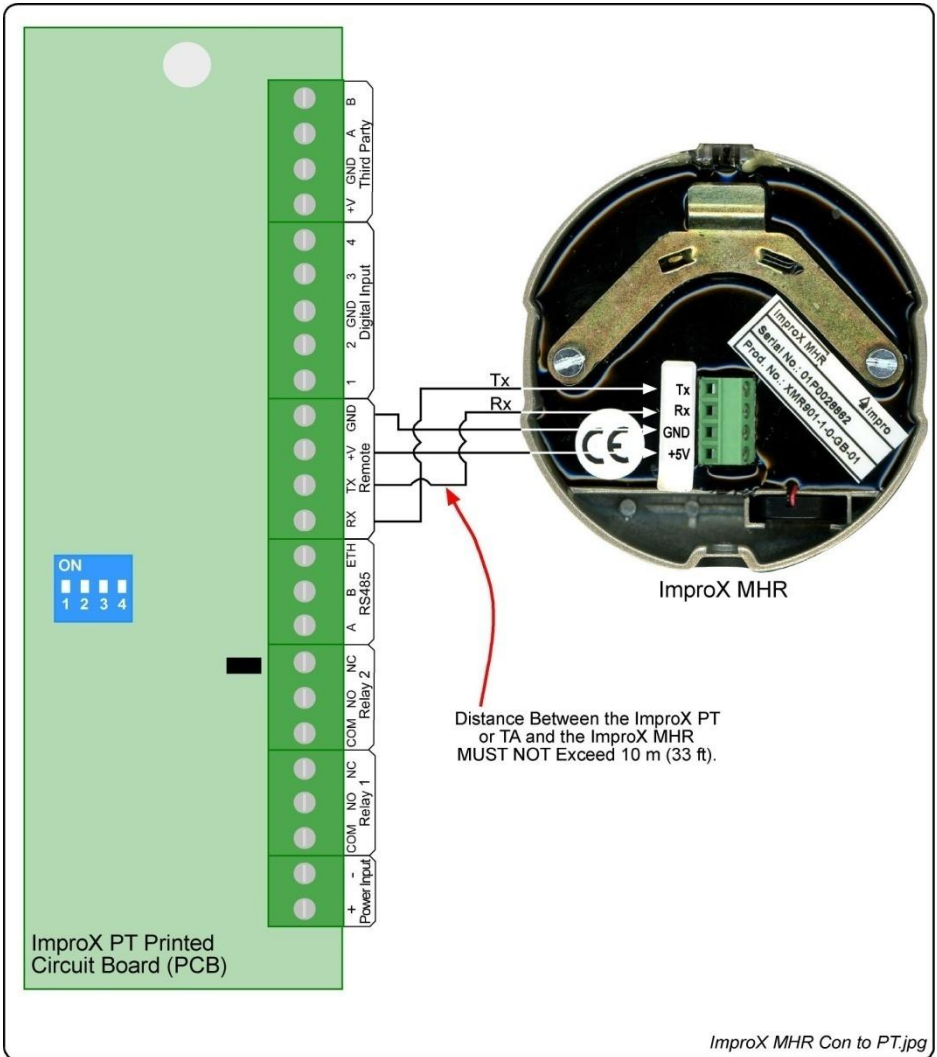 B
A
GND
+V
Third Party
4
3
GND
2
1
Digital Input
GND
+V
TX
RX
Remote
ETH
B
A
RS485
NC
NO
COM
Relay 2
NC
NO
COM
Relay 1
-
+
Power Input
ON
1 2 3 4
Tx
Rx
Tx
Rx
GND
+5V
CE
ImproX MHR
impro
Serial No.: 01P0028862
Prod. No.: XMR901-1-0-GB-01
ImproX MHR
Distance Between the ImproX PT
or TA and the ImproX MHR
MUST NOT Exceed 10 m (33 ft).
ImproX PT Printed
Circuit Board (PCB)
ImproX MHR Con to PT.jpg